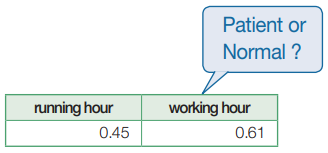 Patient or
Normal ?
running hour working hour
0.45 0.61